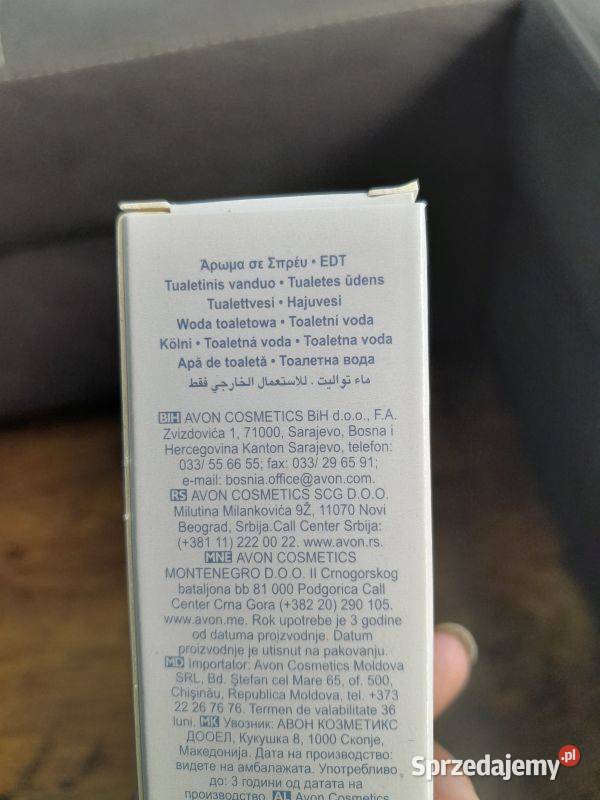 Άρωμα σε Σπρέυ • EDT
Tualetinis vanduo • Tualetes ūdens
Tualettvesi • Hajuvesi
Woda toaletowa • Toaletní voda
Kölni • Toaletná voda • Toaletna voda
Apă de toaletă • Тоалетна вода
ماء تواليت . للاستعمال الخارجي فقط
BIH AVON COSMETICS BiH d.o.o., F.A.
Zvizdovića 1, 71000, Sarajevo, Bosna i
Hercegovina Kanton Sarajevo, telefon:
033/ 55 66 55; fax: 033/ 29 65 91;
e-mail: bosnia.office@avon.com.
RS AVON COSMETICS SCG D.O.O.
Milutina Milankovića 9Ž, 11070 Novi
Beograd, Srbija.Call Center Srbija:
(+381 11) 222 00 22. www.avon.rs.
MNE AVON COSMETICS
MONTENEGRO D.O.O. II Crnogorskog
bataljona bb 81 000 Podgorica Call
Center Crna Gora (+382 20) 290 105.
www.avon.me. Rok upotrebe je 3 godine
od datuma projzvodnje. Datum
proizvodnje je utisnut na pakovanju.
MD Importator: Avon Cosmetics Moldova
SRL, Bd. Ştefan cel Mare 65, of. 500,
Chişinău, Republica Moldova, tel. +373
22 26 76 76. Termen de valabilitate 36
luni. MK Увозник: АВОН КОЗМЕТИКС
ДООЕЛ, Кукушка 8, 1000 Скопје,
Македонија. Дата на производство:
видете на амбалажата. Употребливо
до: 3 години од датата на
производство. AL Avon Cosmetics
Sprzedajemy.pl